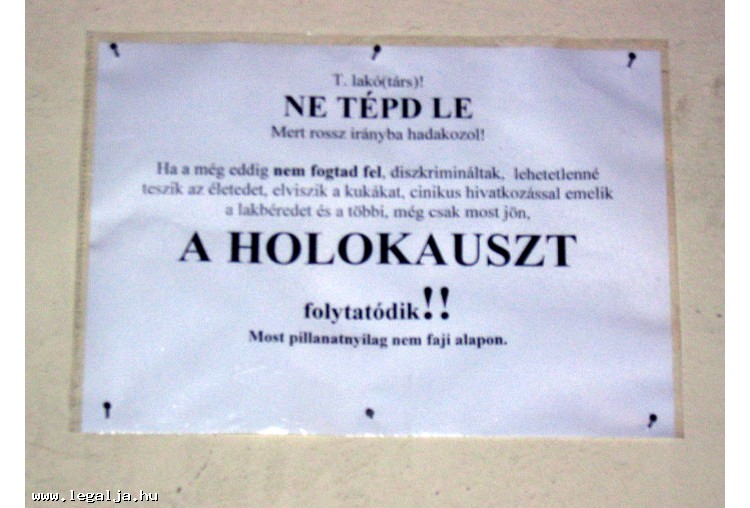 T. lakó(társ)!
NE TÉPD LE
Mert rossz irányba hadakozol!
Ha a még eddig nem fogtad fel, diszkrimináltak, lehetetlenné
teszik az életedet, elviszik a kukákat, cinikus hivatkozással emelik
a lakbéredet és a többi, még csak most jön,
A HOLOKAUSZT
folytatódik!!
Most pillanatnyilag nem faji alapon.
www.legalja.hu